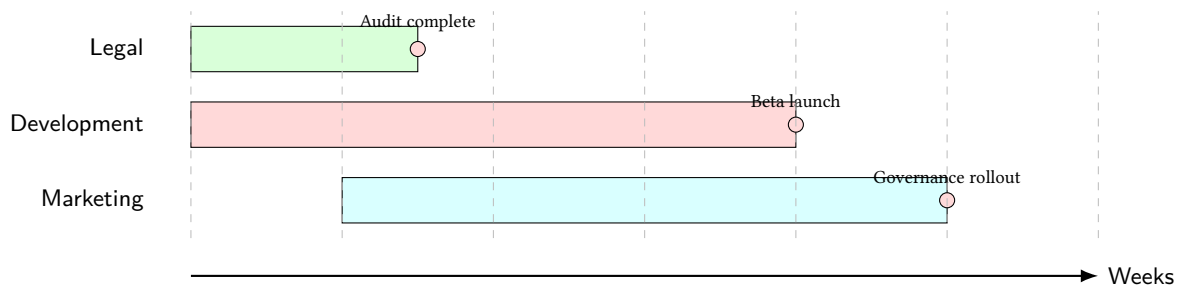 Audit complete
Legal
Beta launch
Development
Governance rollout
Marketing
Weeks